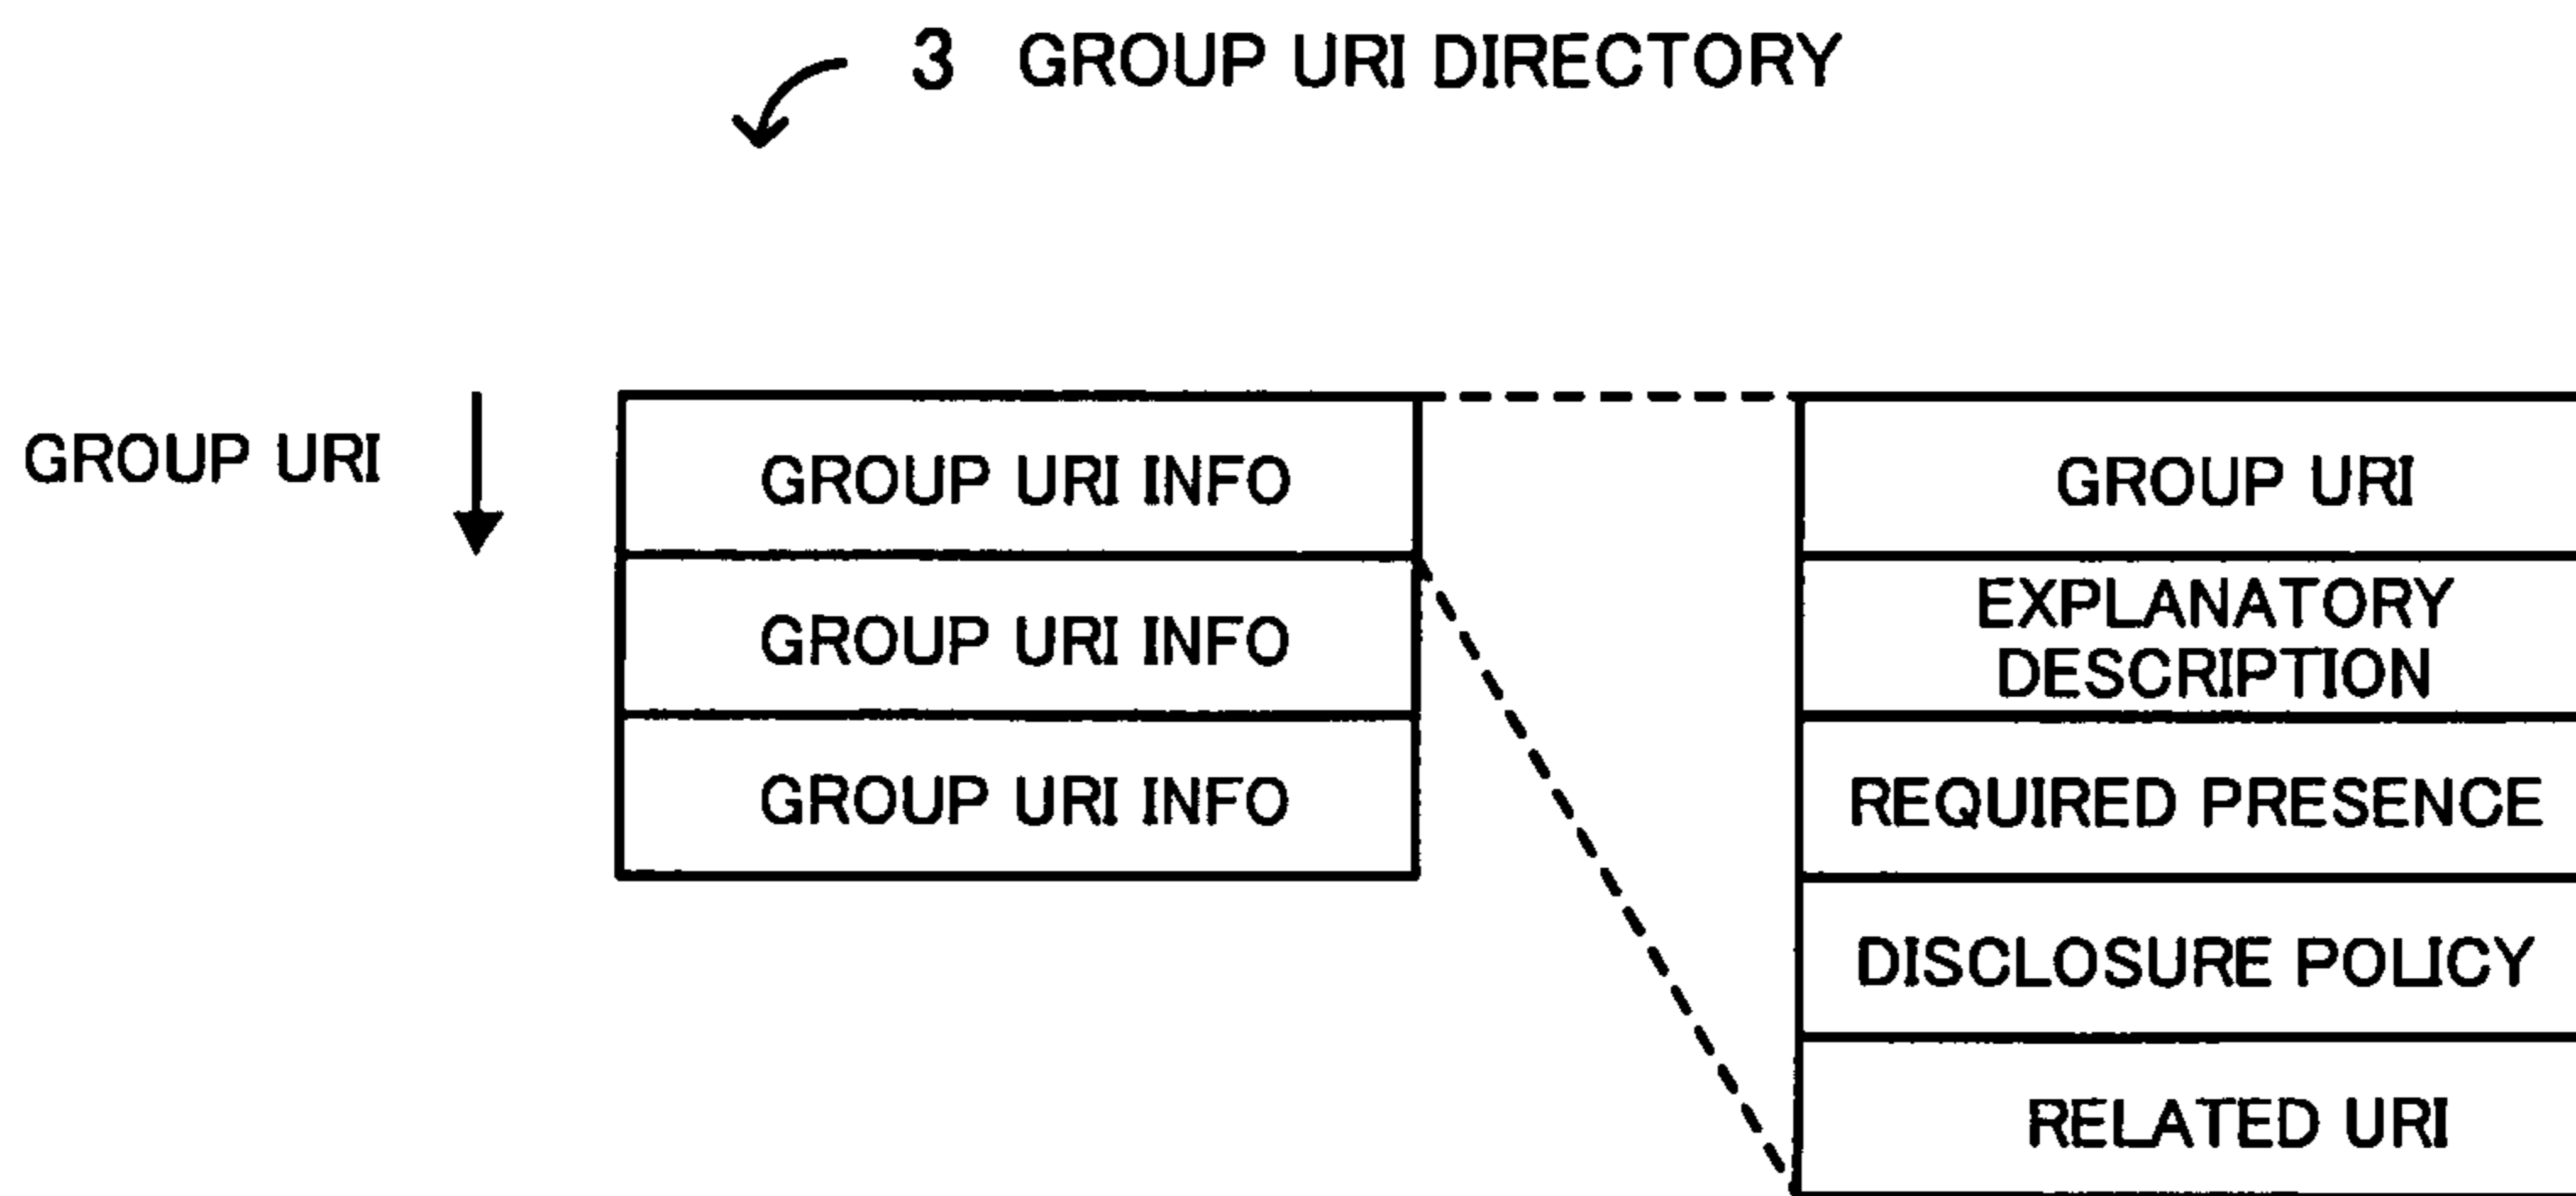 3 GROUP URI DIRECTORY
GROUP URI
GROUP URI INFO
GROUP URI INFO
GROUP URI INFO
GROUP URI
EXPLANATORY
DESCRIPTION
REQUIRED PRESENCE
DISCLOSURE POLICY
RELATED URI